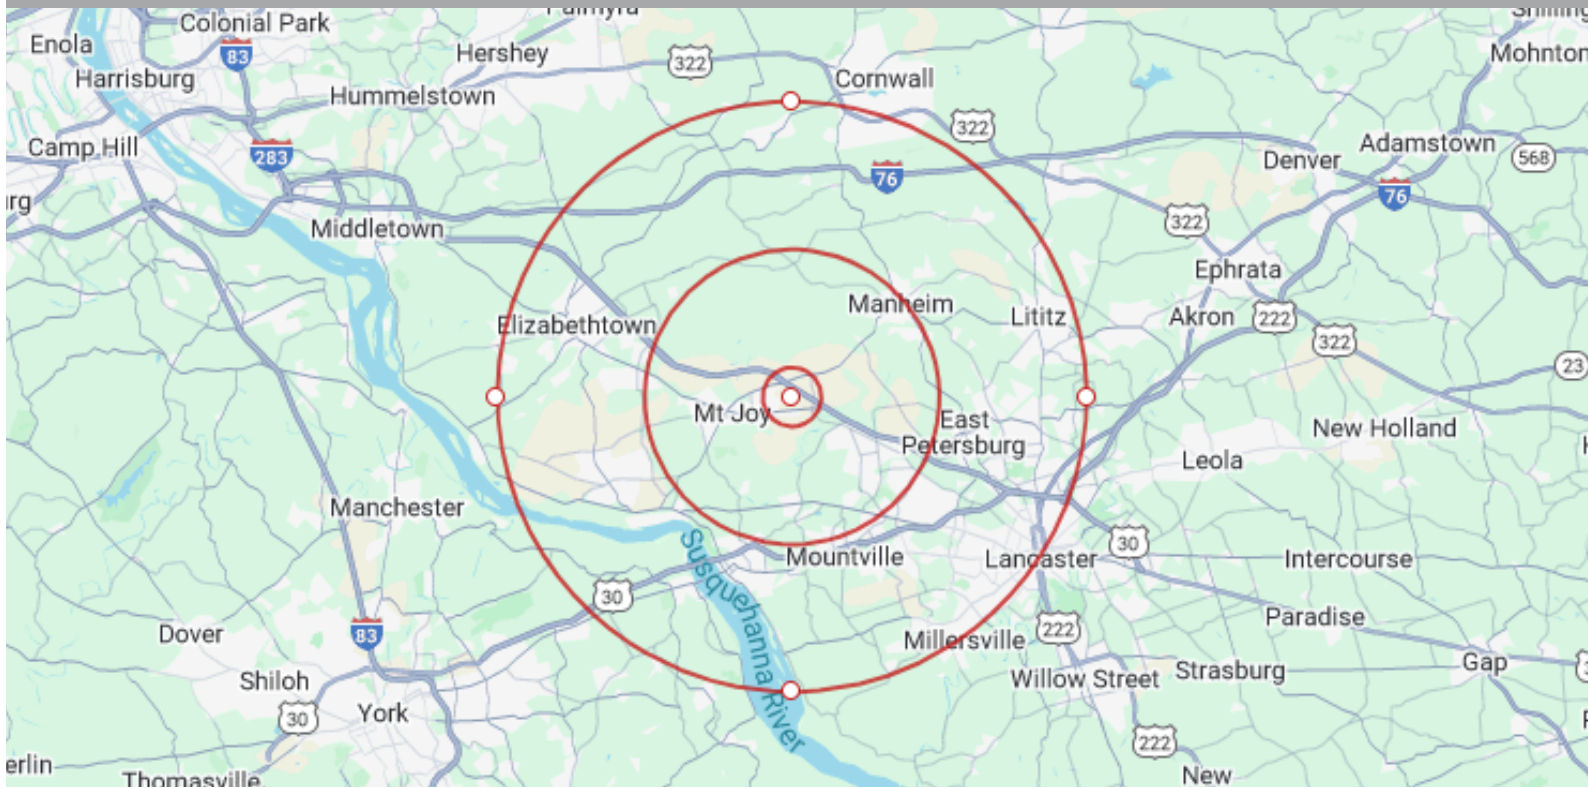 Palmyra
Colonial Park
Enola
83
Hershey
322
Mohnton
Harrisburg
Cornwall
Hummelstown
322
Camp Hill
283
Adamstown
Denver
568
76
76
Middletown
322
Ephrata
Manheim
Lititz
Akron
222
Elizabethtown
322
23
Mt Joy
East
Petersburg
New Holland
Leola
Manchester
Susquehanna River
30
Mountville
Lancaster
Intercourse
30
Paradise
Dover
83
222
Millersville
Gap
Strasburg
Willow Street
Shiloh
30
York
222
erlin
Thomasville
New